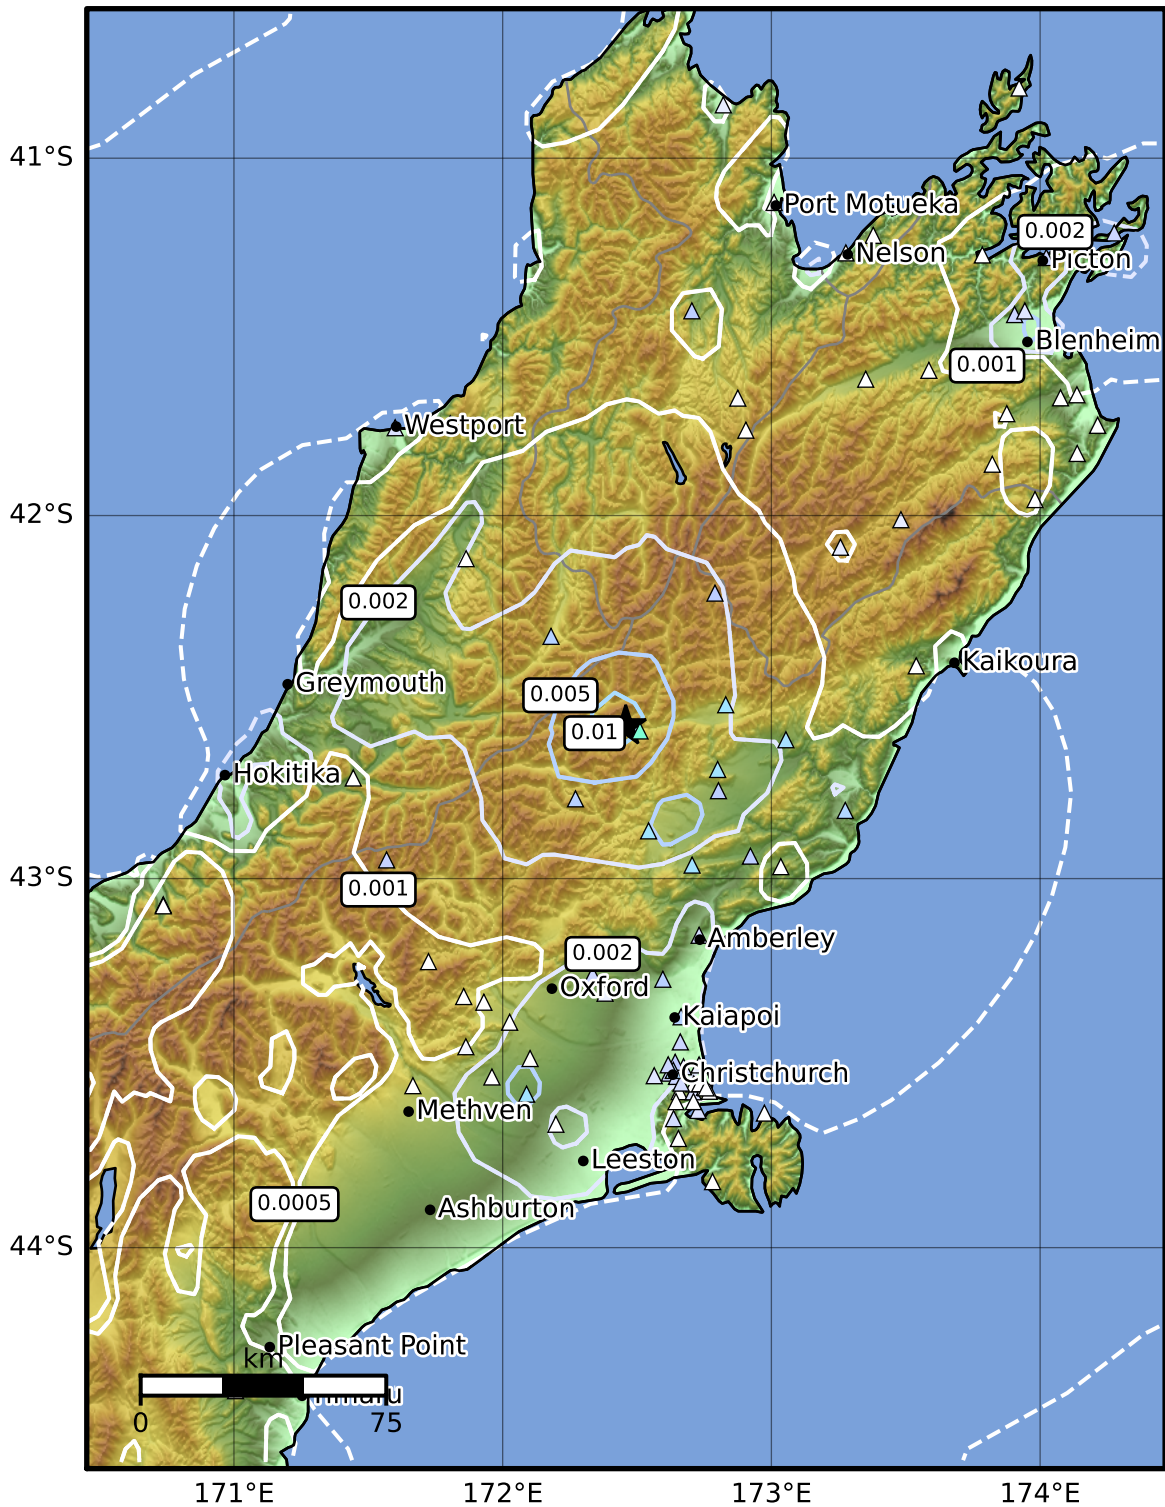 41°S
Port Motueka
0.002
Nelson
Picton
Blenheim
0.001
Westport
42°S
0.002
Kaikoura
Greymouth
0.005
0.01
Hokitika
43°S
0.001
Amberley
0.002
Oxford
Kaiapoi
Christchurch
Methven
Leeston
0.0005
Ashburton
44°S
Pleasant Point
km
Timaru
0 75
171°E 172°E 173°E 174°E